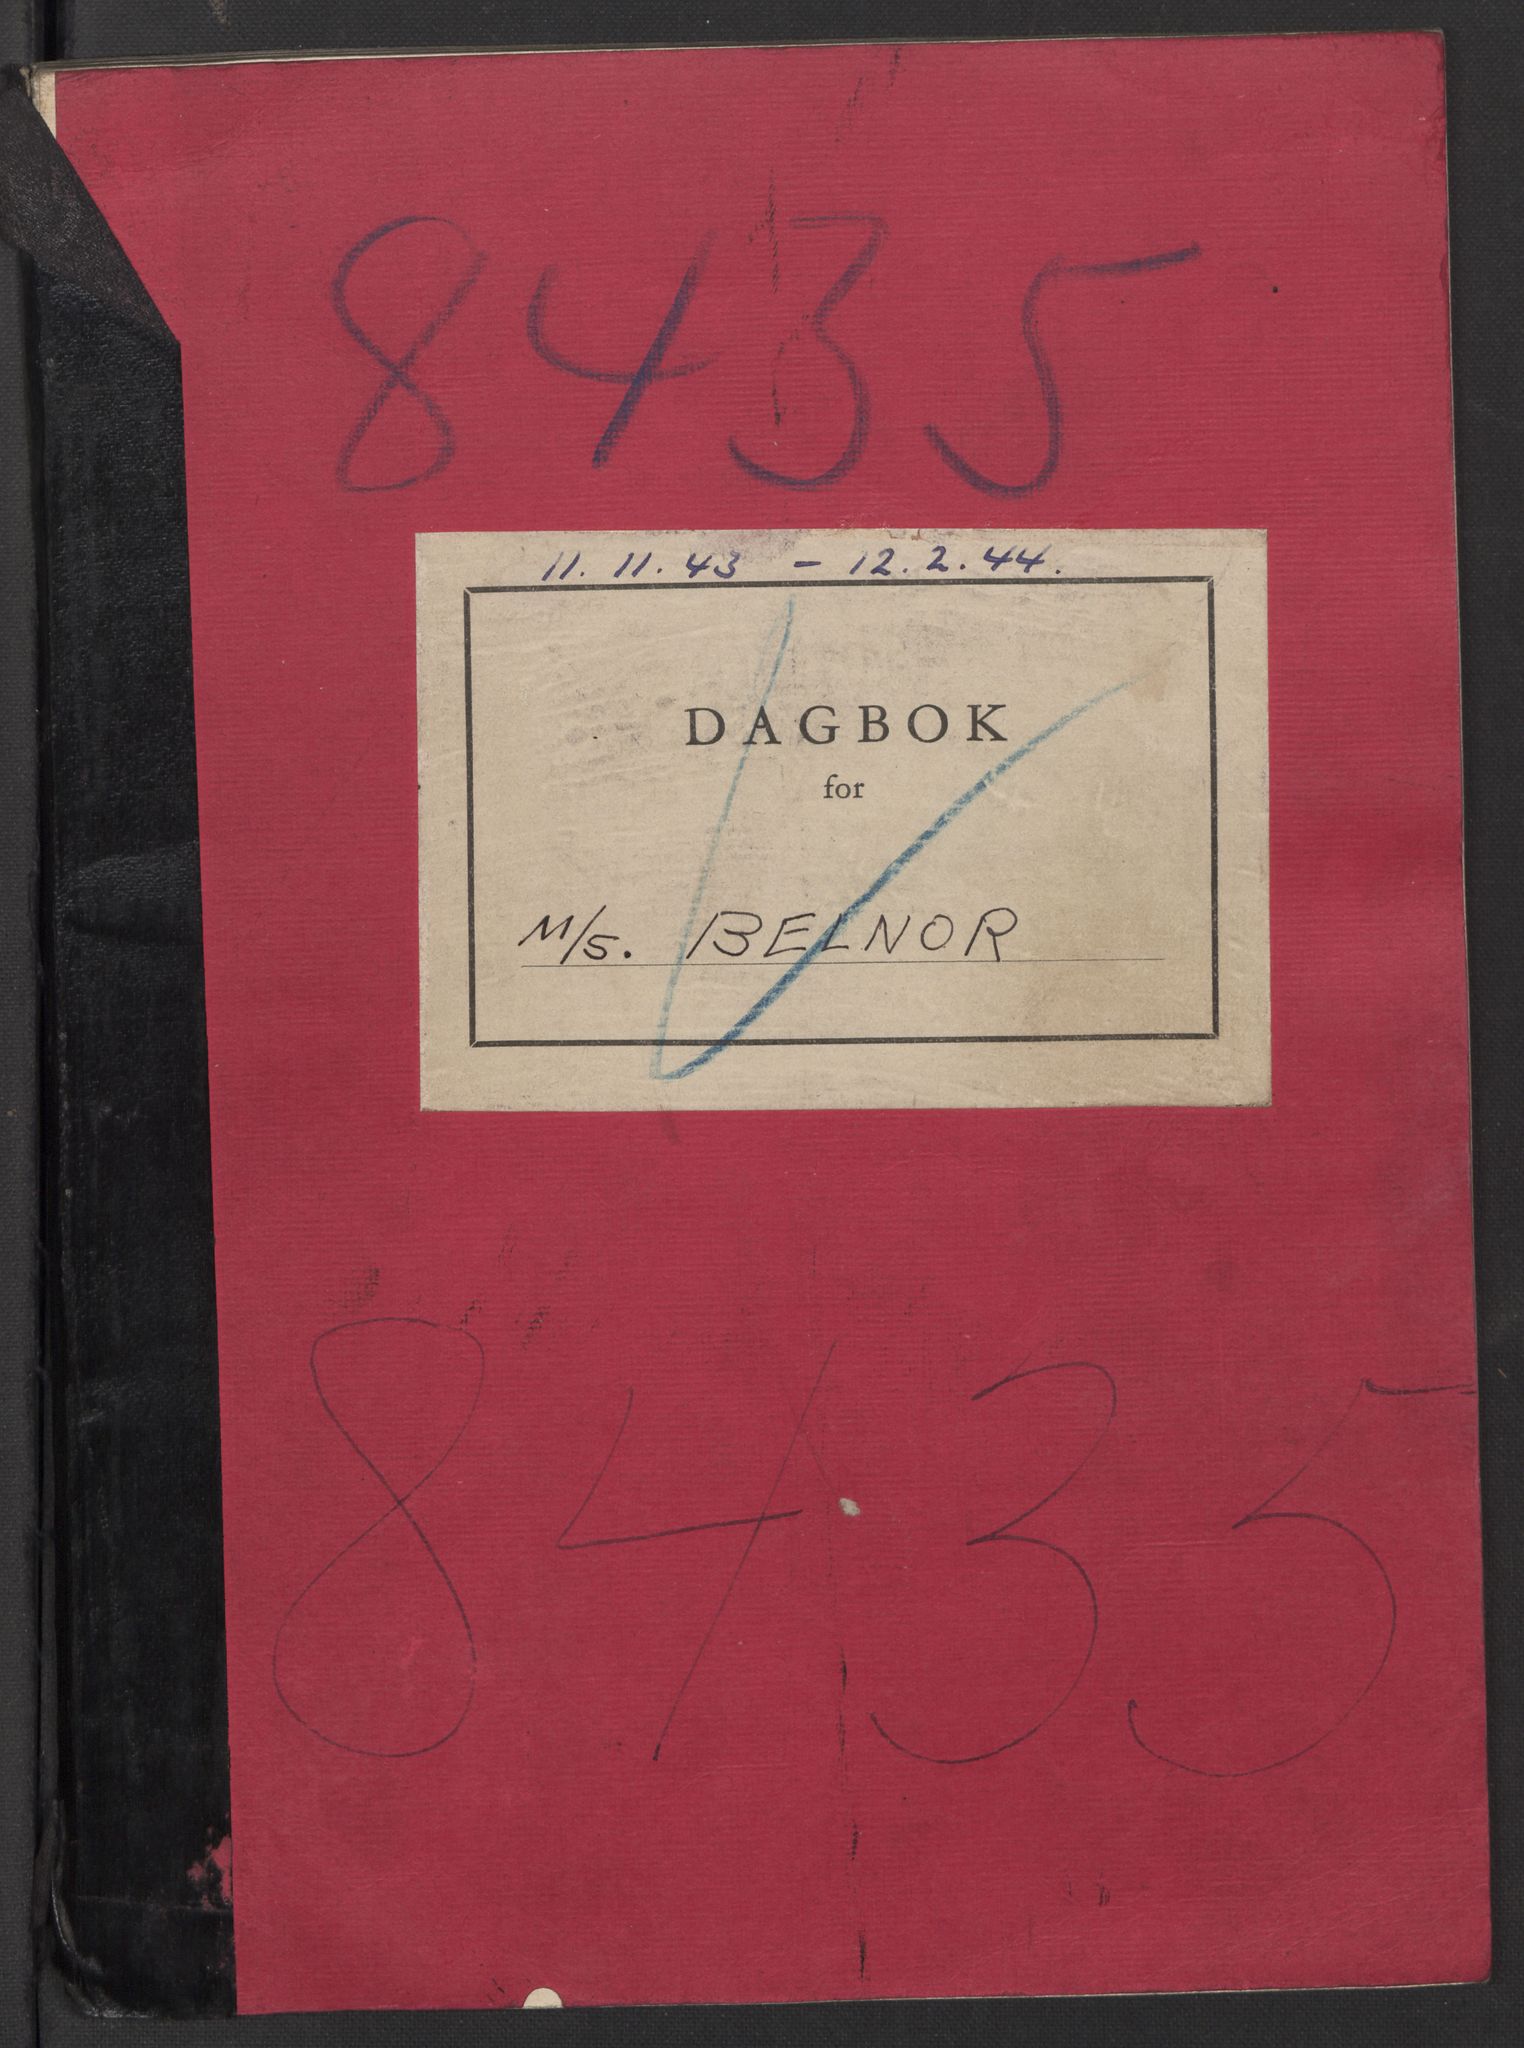 8435
11. 11. 43 – 12. 2. 44.
DAGBOK
for
M/S. BELNOR
8435